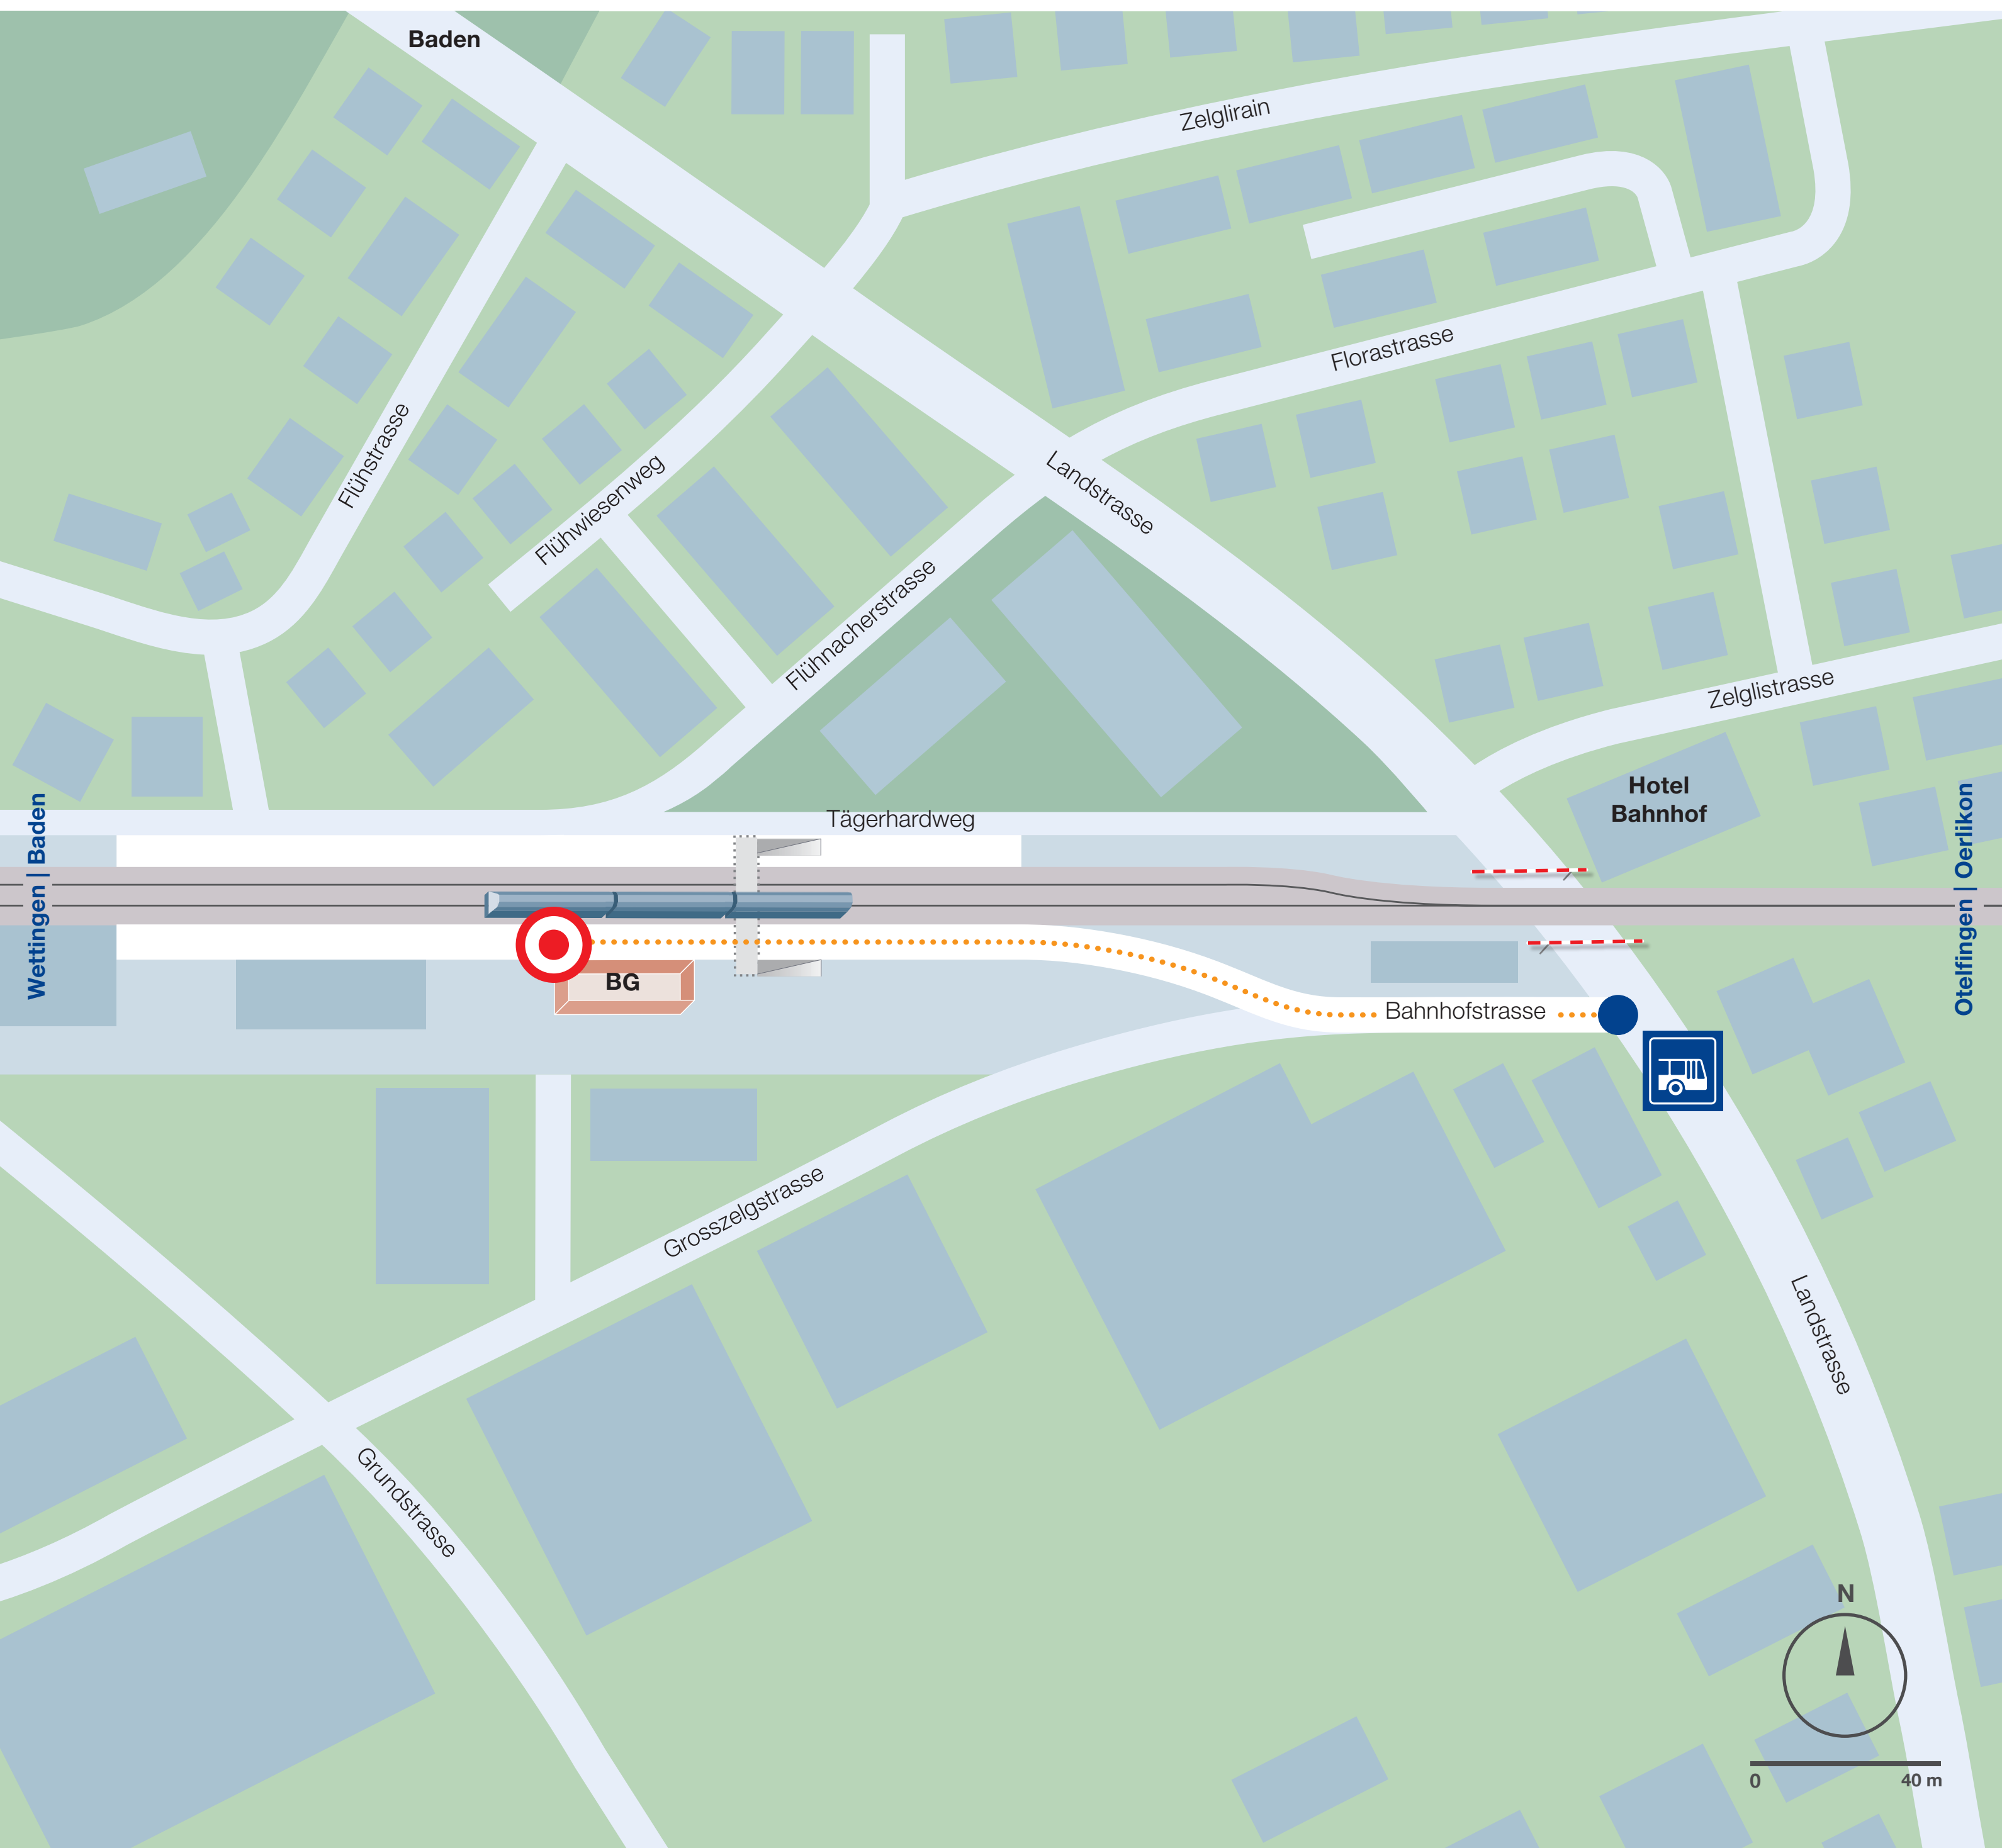 Baden
Zelglirain
Florastrasse
Flühstrasse
Flühwiesenweg
Landstrasse
Flühnacherstrasse
Zelglistrasse
Hotel
Bahnhof
Wettingen | Baden
Tägerhardweg
Otelfingen | Oerlikon
BG
Bahnhofstrasse
Grosszelgstrasse
Landstrasse
Grundstrasse
N
0
40 m